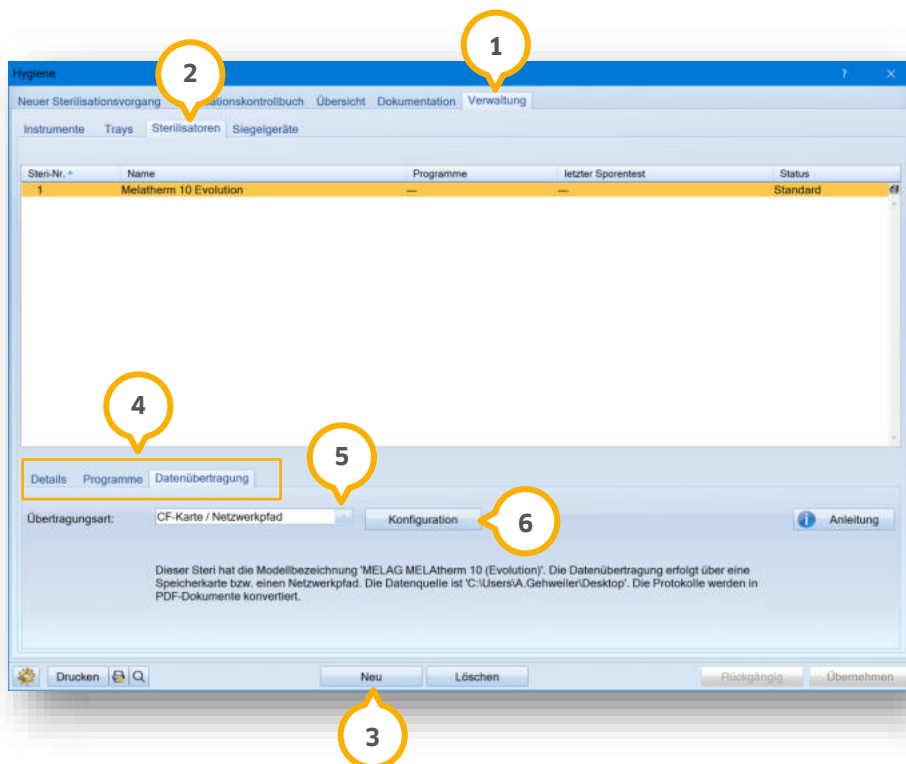 1
2
Hygiene ? ×
Neuer Sterilisationsvorgang ationskontrollbuch Übersicht Dokumentation Verwaltung
Instrumente Trays Sterilisatoren Siegelgeräte
Steri-Nr. Name Programme letzter Sporentest Status
1 Melatherm 10 Evolution — — Standard
4
5
Details Programme Datenübertragung
Übertragungsart: CF-Karte / Netzwerkpfad Konfiguration 6 Anleitung
Dieser Steri hat die Modellbezeichnung 'MELAG MELAtherm 10 (Evolution)'. Die Datenübertragung erfolgt über eine
Speicherkarte bzw. einen Netzwerkpfad. Die Datenquelle ist 'C:\Users\A.Gehweiler\Desktop'. Die Protokolle werden in
PDF-Dokumente konvertiert.
Drucken Neu Löschen Rückgängig Übernehmen
3